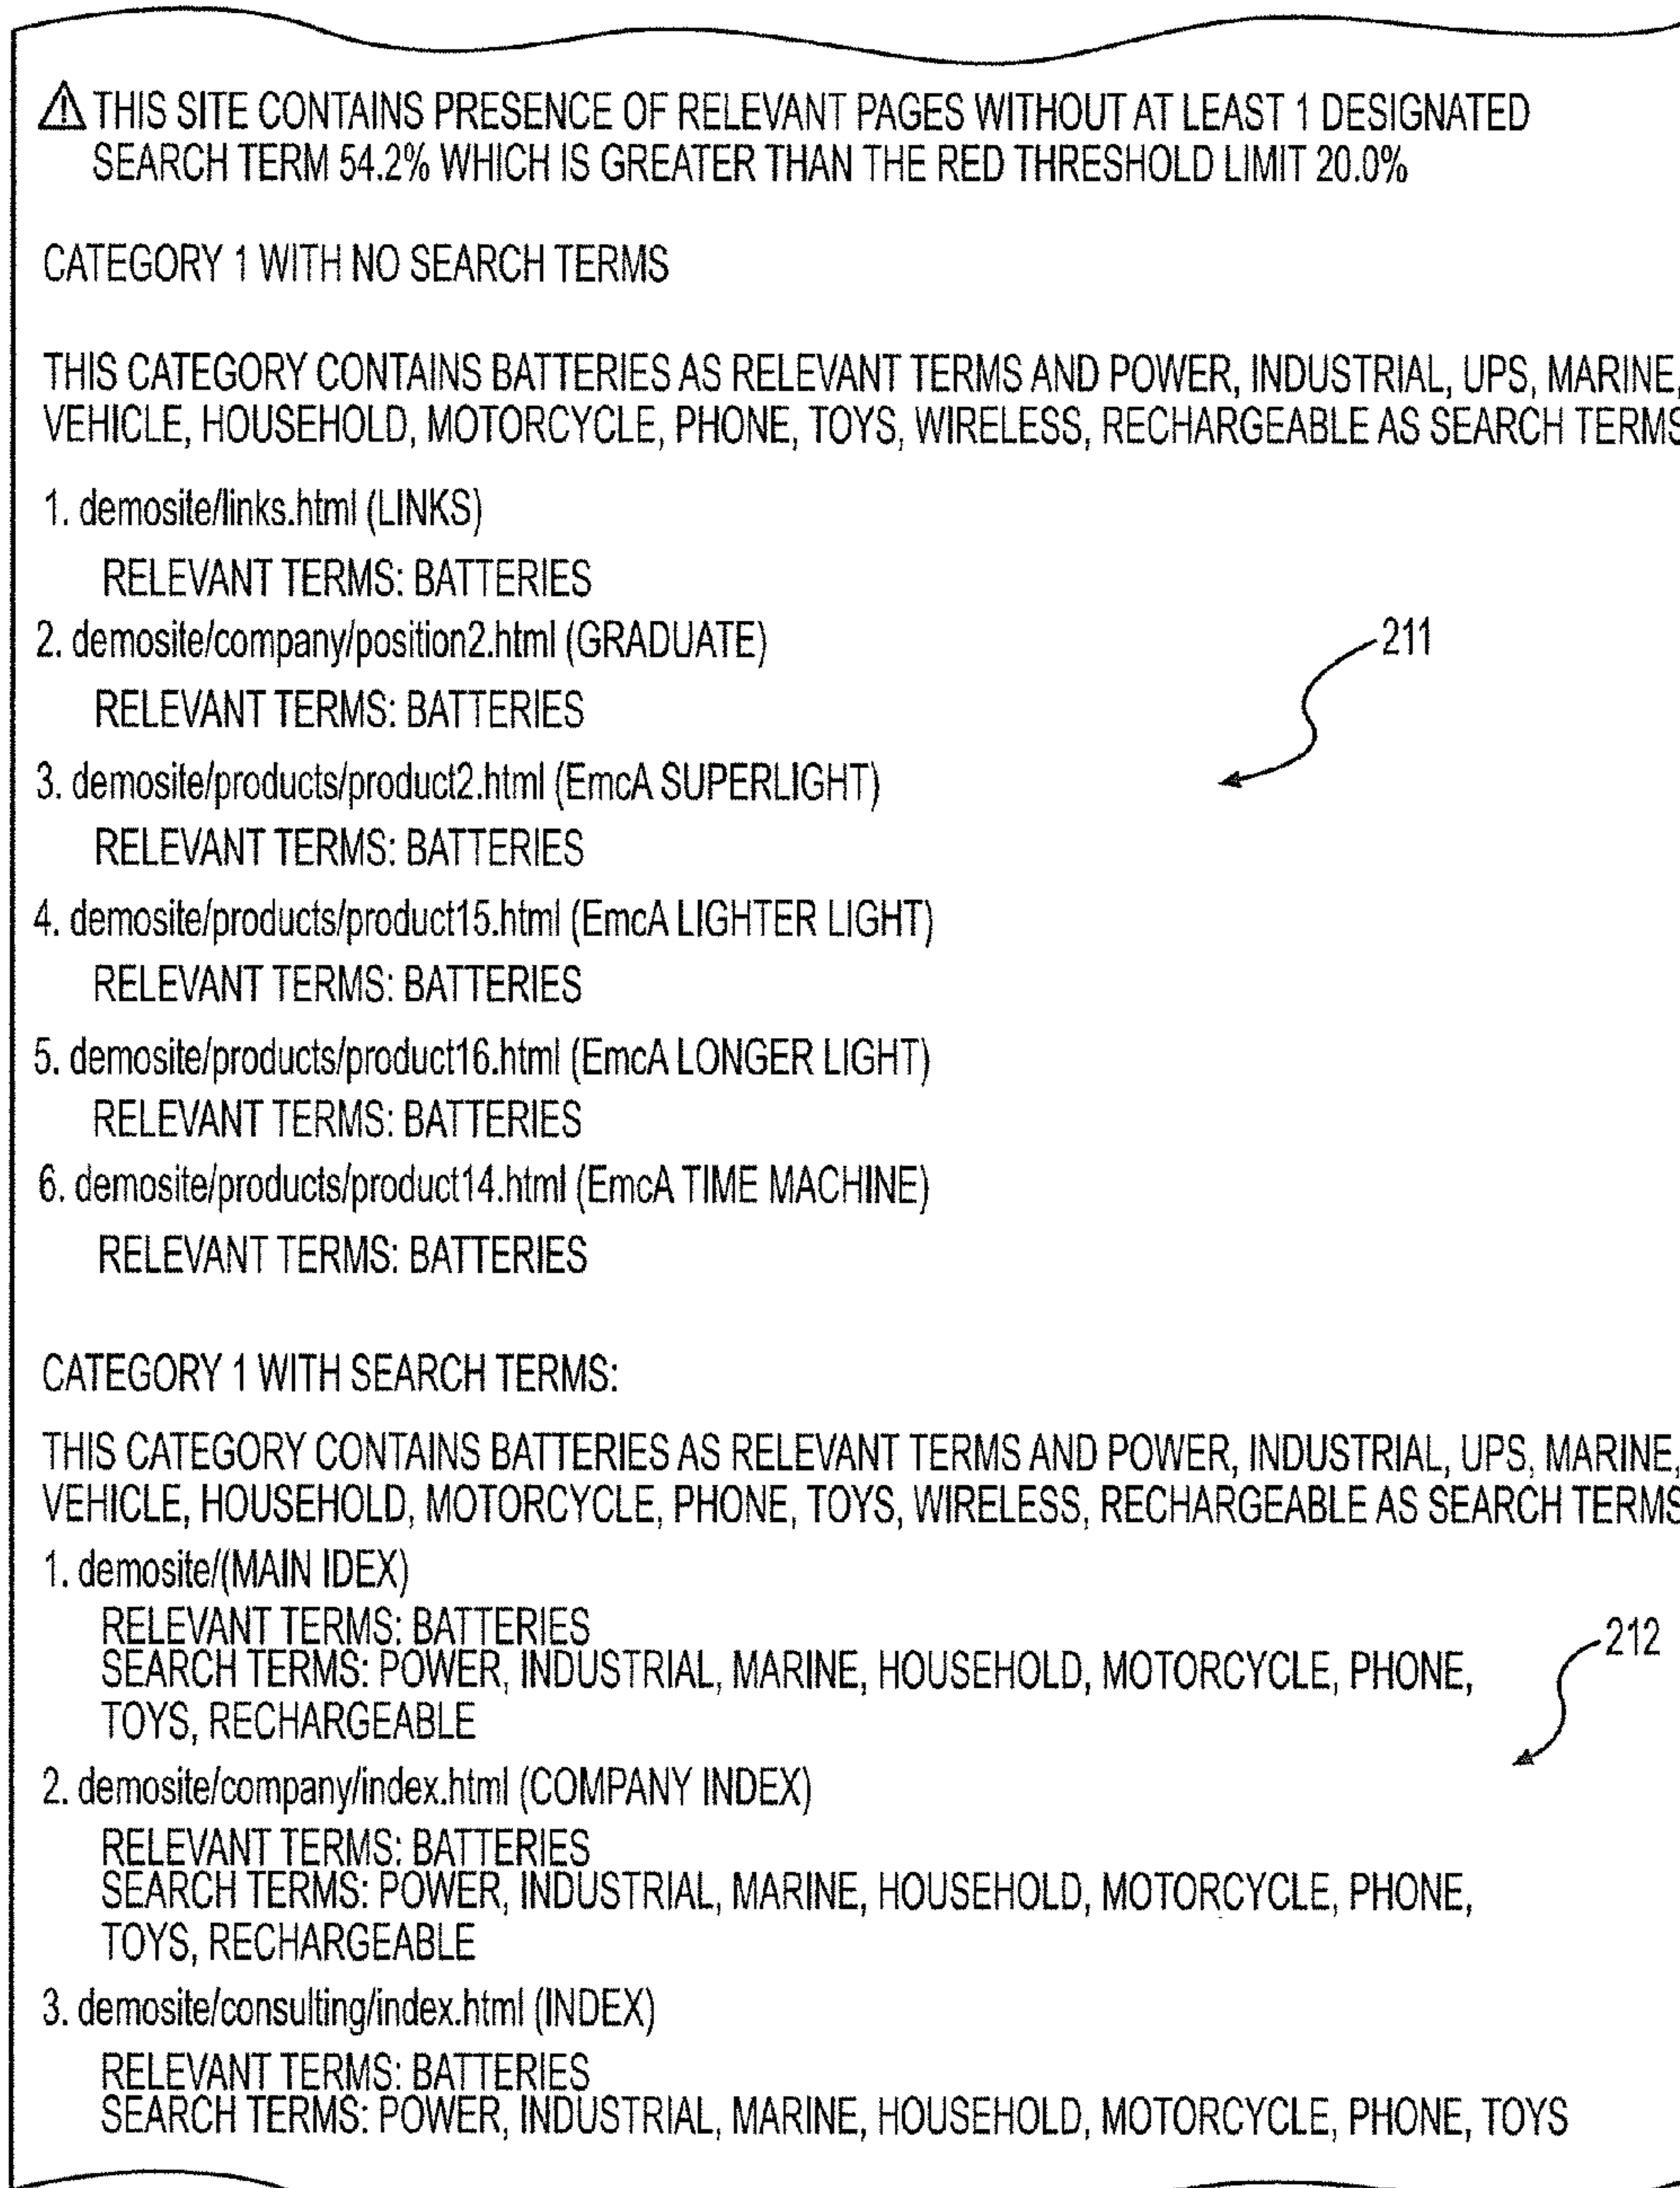 ⚠ THIS SITE CONTAINS PRESENCE OF RELEVANT PAGES WITHOUT AT LEAST 1 DESIGNATED
SEARCH TERM 54.2% WHICH IS GREATER THAN THE RED THRESHOLD LIMIT 20.0%
CATEGORY 1 WITH NO SEARCH TERMS
THIS CATEGORY CONTAINS BATTERIES AS RELEVANT TERMS AND POWER, INDUSTRIAL, UPS, MARINE,
VEHICLE, HOUSEHOLD, MOTORCYCLE, PHONE, TOYS, WIRELESS, RECHARGEABLE AS SEARCH TERMS
1. demosite/links.html (LINKS)
RELEVANT TERMS: BATTERIES
2. demosite/company/position2.html (GRADUATE)
211
RELEVANT TERMS: BATTERIES
3. demosite/products/product2.html (EmcA SUPERLIGHT)
RELEVANT TERMS: BATTERIES
4. demosite/products/product15.html (EmcA LIGHTER LIGHT)
RELEVANT TERMS: BATTERIES
5. demosite/products/product16.html (EmcA LONGER LIGHT)
RELEVANT TERMS: BATTERIES
6. demosite/products/product14.html (EmcA TIME MACHINE)
RELEVANT TERMS: BATTERIES
CATEGORY 1 WITH SEARCH TERMS:
THIS CATEGORY CONTAINS BATTERIES AS RELEVANT TERMS AND POWER, INDUSTRIAL, UPS, MARINE,
VEHICLE, HOUSEHOLD, MOTORCYCLE, PHONE, TOYS, WIRELESS, RECHARGEABLE AS SEARCH TERMS
1. demosite/(MAIN IDEX)
RELEVANT TERMS: BATTERIES
212
SEARCH TERMS: POWER, INDUSTRIAL, MARINE, HOUSEHOLD, MOTORCYCLE, PHONE,
TOYS, RECHARGEABLE
2. demosite/company/index.html (COMPANY INDEX)
RELEVANT TERMS: BATTERIES
SEARCH TERMS: POWER, INDUSTRIAL, MARINE, HOUSEHOLD, MOTORCYCLE, PHONE,
TOYS, RECHARGEABLE
3. demosite/consulting/index.html (INDEX)
RELEVANT TERMS: BATTERIES
SEARCH TERMS: POWER, INDUSTRIAL, MARINE, HOUSEHOLD, MOTORCYCLE, PHONE, TOYS